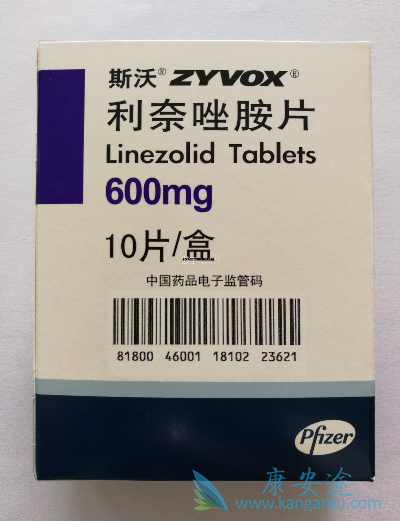 斯沃® ZYVOX®
利奈唑胺片
Linezolid Tablets
600mg
10片/盒
中国药品电子监管码
81800 46001 18102 23621
Pfizer
康安途
www.kangantu.com